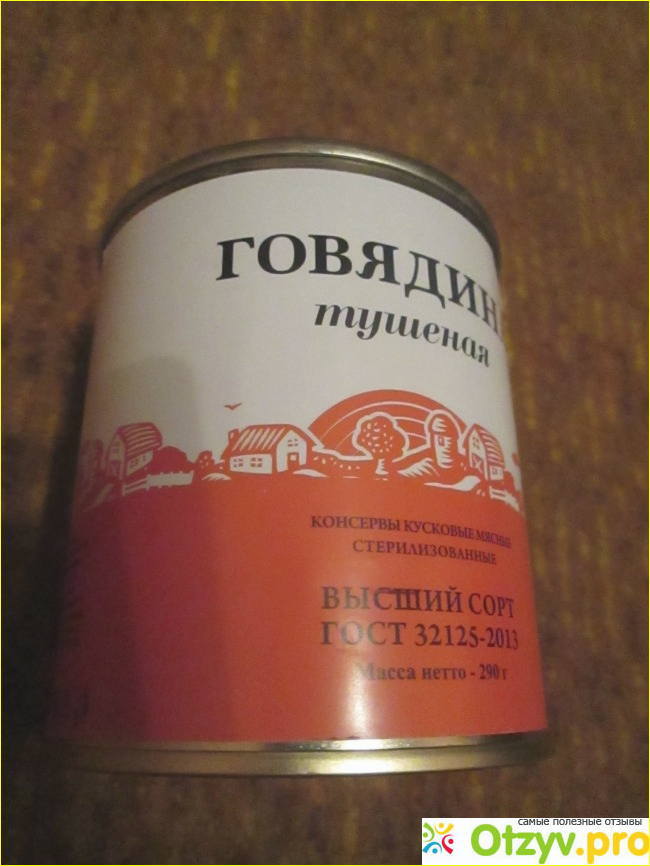 ГОВЯДИН
тушеная
КОНСЕРВЫ КУСКОВЫЕ МЯСНЫЕ
СТЕРИЛИЗОВАННЫЕ
ВЫСШИЙ СОРТ
ГОСТ 32125-2013
Масса нетто - 290 г
самые полезные отзывы
Otzyv.pro